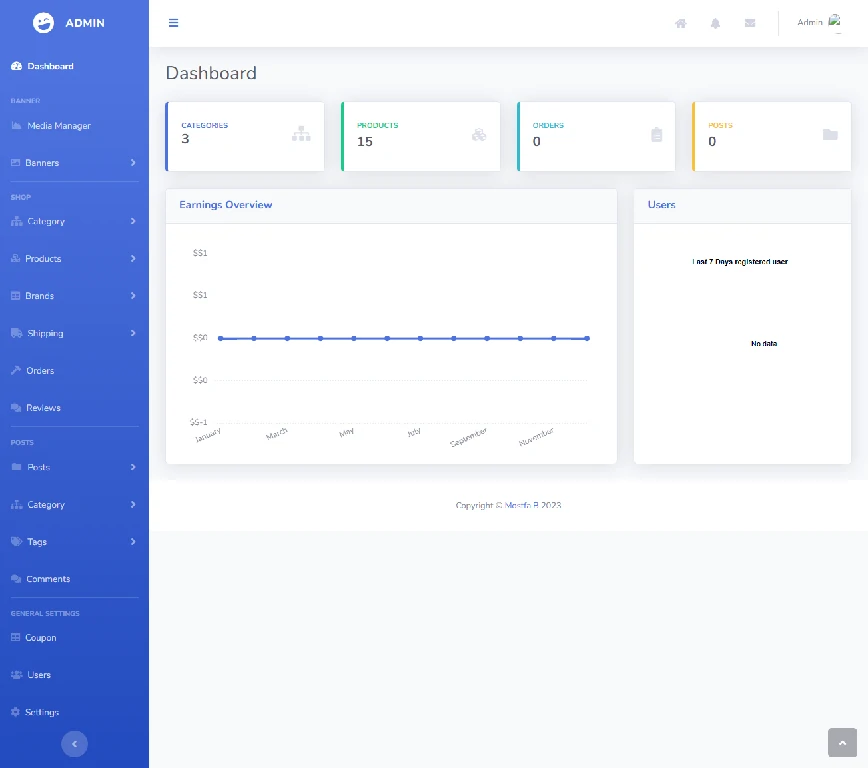 ADMIN
Dashboard
BANNER
Media Manager
Banners
SHOP
Category
Products
Brands
Shipping
Orders
Reviews
POSTS
Posts
Category
Tags
Comments
GENERAL SETTINGS
Coupon
Users
Settings
Admin
Dashboard
CATEGORIES
3
PRODUCTS
15
ORDERS
0
POSTS
0
Earnings Overview
$$1
$$1
$$0
$$0
$$-1
January
March
May
July
September
November
Users
Last 7 Days registered user
No data
Copyright © Mostfa.B 2023